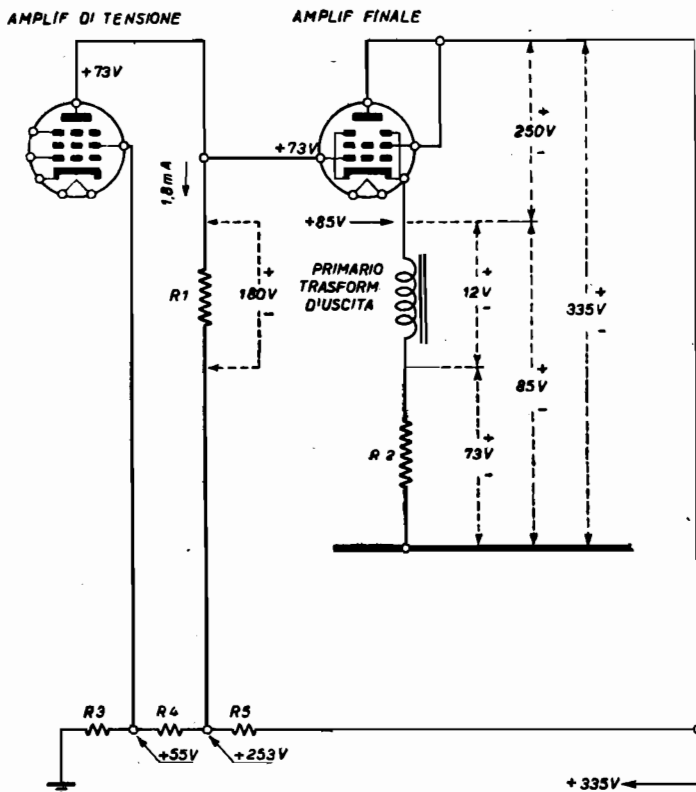 AMPLIF DI TENSIONE
AMPLIF FINALE
+73V
+73V
1,8mA
+85V
R1
180V
+
-
PRIMARIO
TRASFORM
D'USCITA
R2
12V
+
-
73V
+
-
250V
+
-
85V
+
-
335V
+
-
R3
R4
R5
+55V
+253V
+335V